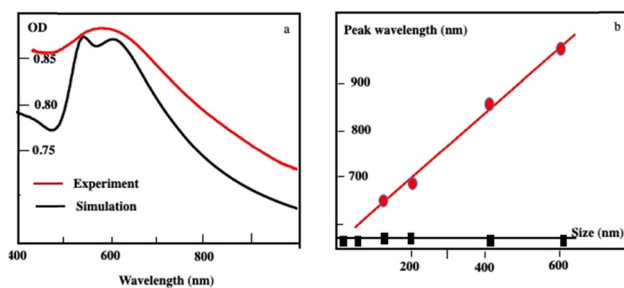 OD
a
0.85
0.80
0.75
Experiment
Simulation
400
600
800
Wavelength (nm)
Peak wavelength (nm)
b
900
800
700
Size (nm)
200
400
600